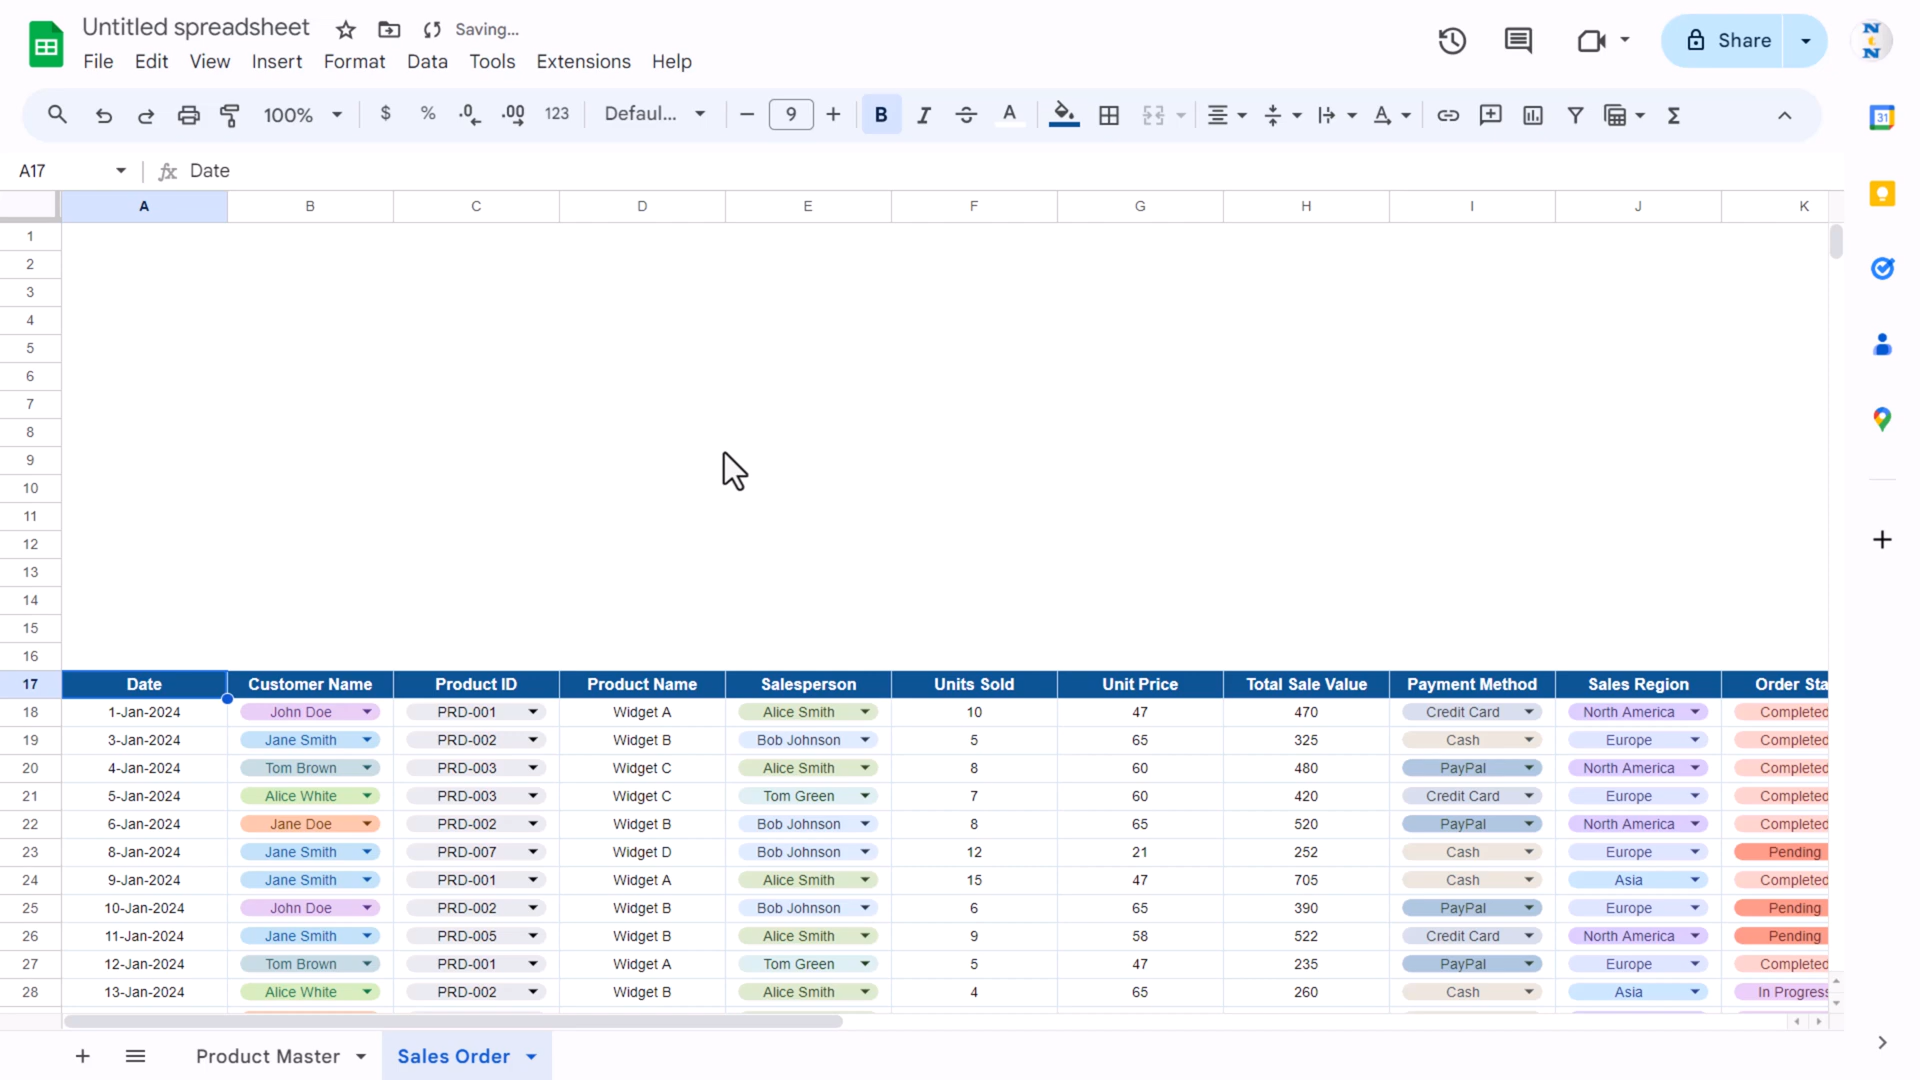 Untitled spreadsheet Saving...
File Edit View Insert Format Data Tools Extensions Help
Share
100% $ % .0 .00 123 Defaul... 9 B I A A Σ
31
A17 fx Date
A B C D E F G H I J K
1
2
3
4
5
6
7
8
9
10
11
12
13
14
15
16
17 Date Customer Name Product ID Product Name Salesperson Units Sold Unit Price Total Sale Value Payment Method Sales Region Order Sta
18 1-Jan-2024 John Doe PRD-001 Widget A Alice Smith 10 47 470 Credit Card North America Completed
19 3-Jan-2024 Jane Smith PRD-002 Widget B Bob Johnson 5 65 325 Cash Europe Completed
20 4-Jan-2024 Tom Brown PRD-003 Widget C Alice Smith 8 60 480 PayPal North America Completed
21 5-Jan-2024 Alice White PRD-003 Widget C Tom Green 7 60 420 Credit Card Europe Completed
22 6-Jan-2024 Jane Doe PRD-002 Widget B Bob Johnson 8 65 520 PayPal North America Completed
23 8-Jan-2024 Jane Smith PRD-007 Widget D Bob Johnson 12 21 252 Cash Europe Pending
24 9-Jan-2024 Jane Smith PRD-001 Widget A Alice Smith 15 47 705 Cash Asia Completed
25 10-Jan-2024 John Doe PRD-002 Widget B Bob Johnson 6 65 390 PayPal Europe Pending
26 11-Jan-2024 Jane Smith PRD-005 Widget B Alice Smith 9 58 522 Credit Card North America Pending
27 12-Jan-2024 Tom Brown PRD-001 Widget A Tom Green 5 47 235 PayPal Europe Completed
28 13-Jan-2024 Alice White PRD-002 Widget B Alice Smith 4 65 260 Cash Asia In Progress
Product Master Sales Order